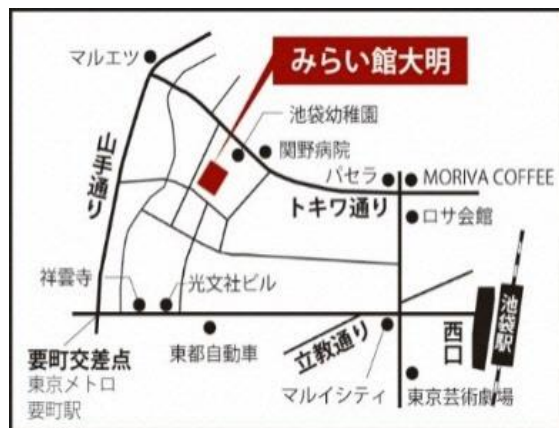 マルエツ
みらい館大明
池袋幼稚園
関野病院
山手通り
パセラ
MORIVA COFFEE
トキワ通り
ロサ会館
祥雲寺
光文社ビル
池袋駅
西口
立教通り
要町交差点
東京メトロ
要町駅
東都自動車
マルイシティ
東京芸術劇場